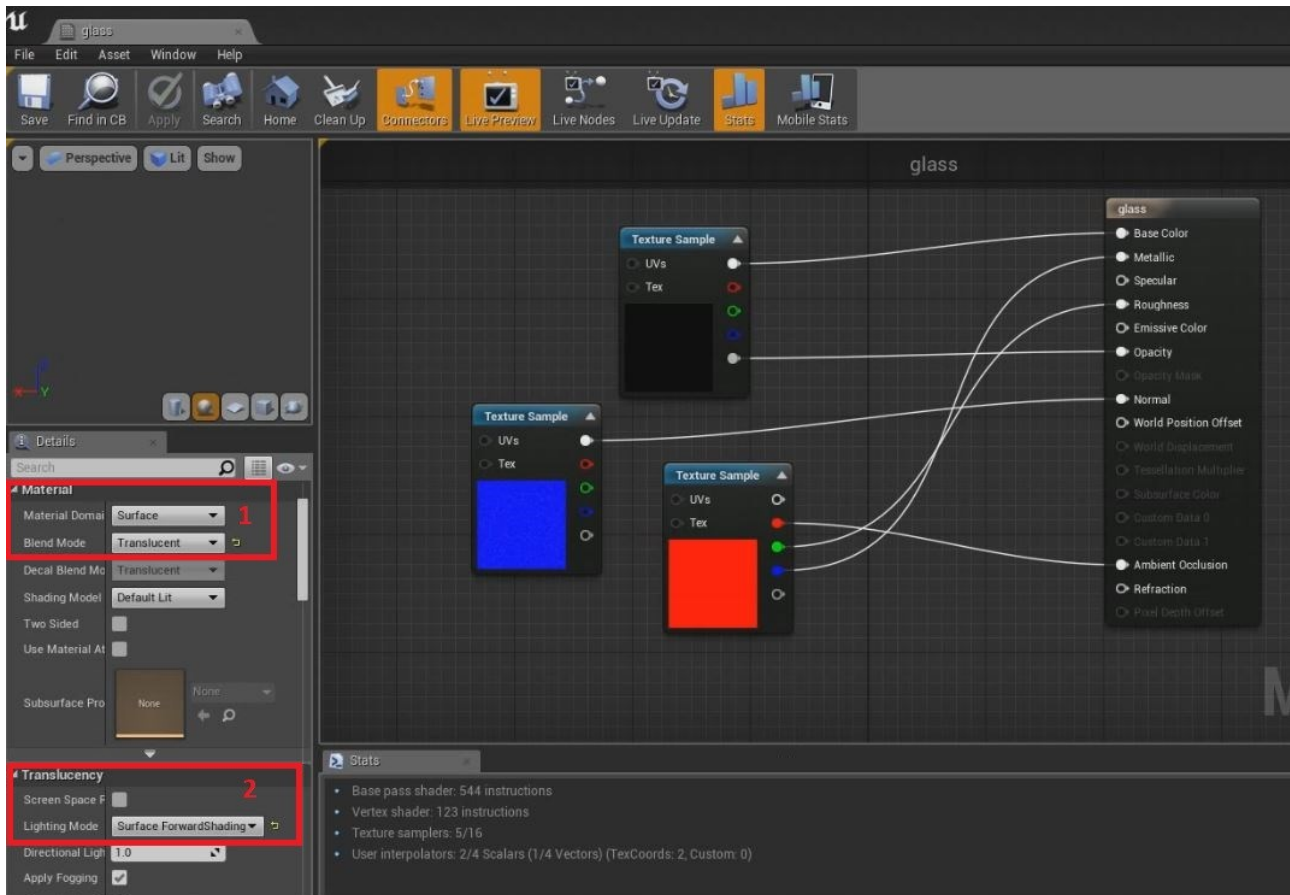 glass
File Edit Asset Window Help
Save Find in CB Apply Search Home Clean Up Connectors Live Preview Live Nodes Live Update Stats Mobile Stats
Perspective Lit Show
glass
Texture Sample
UVs
Tex
Texture Sample
UVs
Tex
Texture Sample
UVs
Tex
glass
Base Color
Metallic
Specular
Roughness
Emissive Color
Opacity
Opacity Mask
Normal
World Position Offset
World Displacement
Tessellation Multiplier
Subsurface Color
Custom Data 0
Custom Data 1
Ambient Occlusion
Refraction
Pixel Depth Offset
M
X Y
Details
Search
Material
1
Material Domai Surface
Blend Mode Translucent
Decal Blend Mo Translucent
Shading Model Default Lit
Two Sided
Use Material At
Subsurface Pro None None
Translucency
2
Screen Space F
Lighting Mode Surface ForwardShading
Directional Ligh 1.0
Apply Fogging
Stats
Base pass shader: 544 instructions
Vertex shader: 123 instructions
Texture samplers: 5/16
User interpolators: 2/4 Scalars (1/4 Vectors) (TexCoords: 2, Custom: 0)